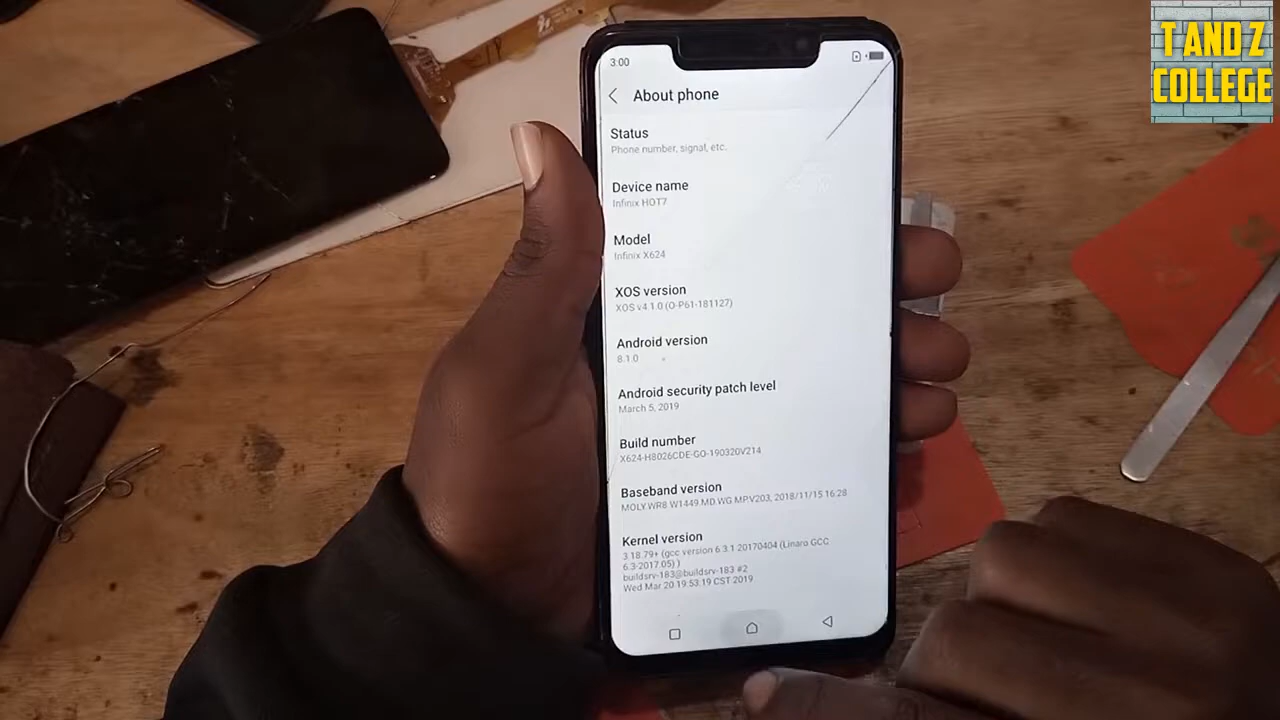 T AND Z
COLLEGE
3:00
About phone
Status
Phone number, signal, etc.
Device name
Infinix HOT7
Model
Infinix X624
XOS version
XOS v4.1.0 (O-P61-181127)
Android version
8.1.0
Android security patch level
March 5, 2019
Build number
X624-H8026CDE-GO-190320V214
Baseband version
MOLY.WR8.W1449.MD.WG.MPV203, 2018/11/15 16:28
Kernel version
3.18.79+ (gcc version 6.3.1 20170404 (Linaro GCC
6.3-2017.05) )
buildsrv-183@buildsrv-183 #2
Wed Mar 20 19:53:19 CST 2019